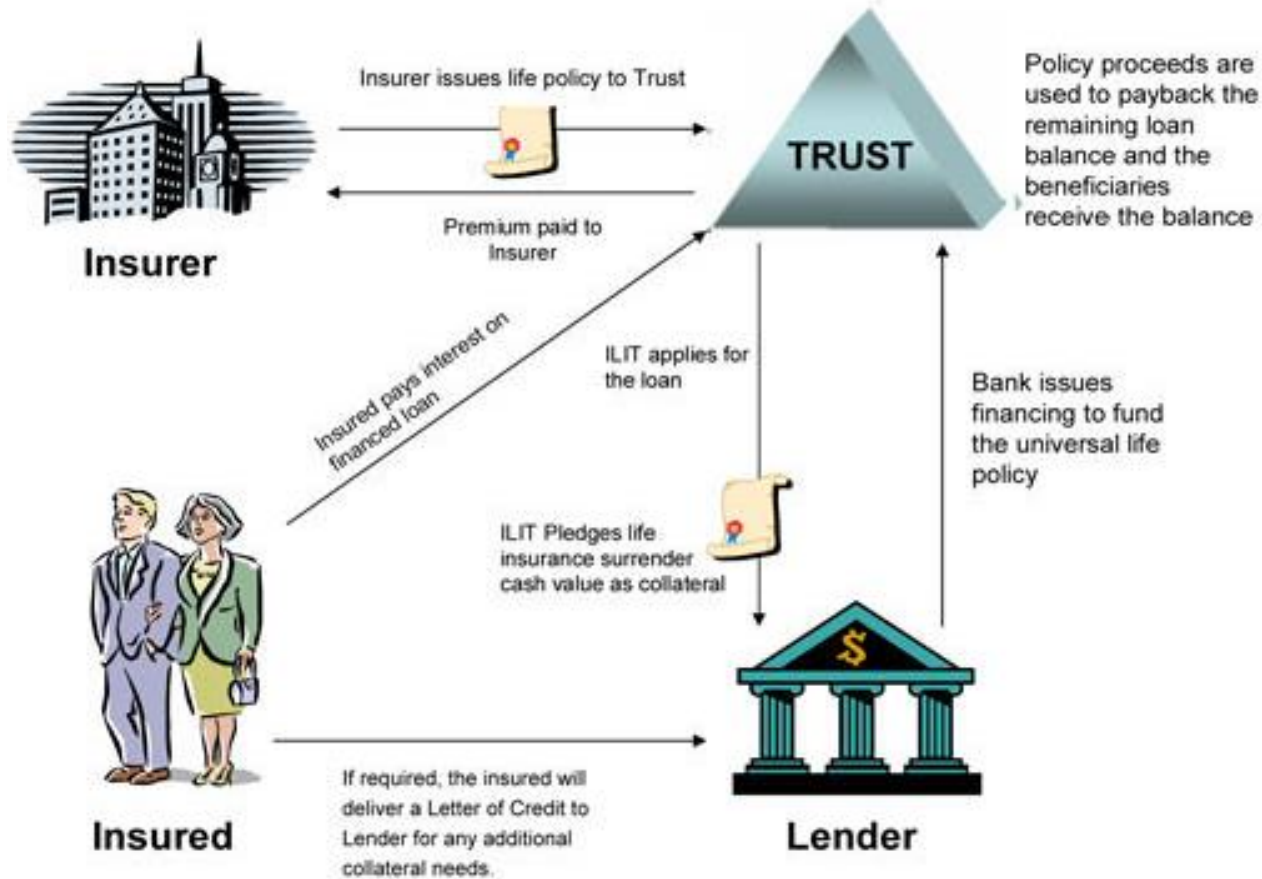 Insurer issues life policy to Trust
Premium paid to
Insurer
Insurer
TRUST
Policy proceeds are
used to payback the
remaining loan
balance and the
beneficiaries
receive the balance
Insured pays interest on
financed loan
ILIT applies for
the loan
Bank issues
financing to fund
the universal life
policy
ILIT Pledges life
insurance surrender
cash value as collateral
$
If required, the insured will
deliver a Letter of Credit to
Lender for any additional
collateral needs.
Insured
Lender